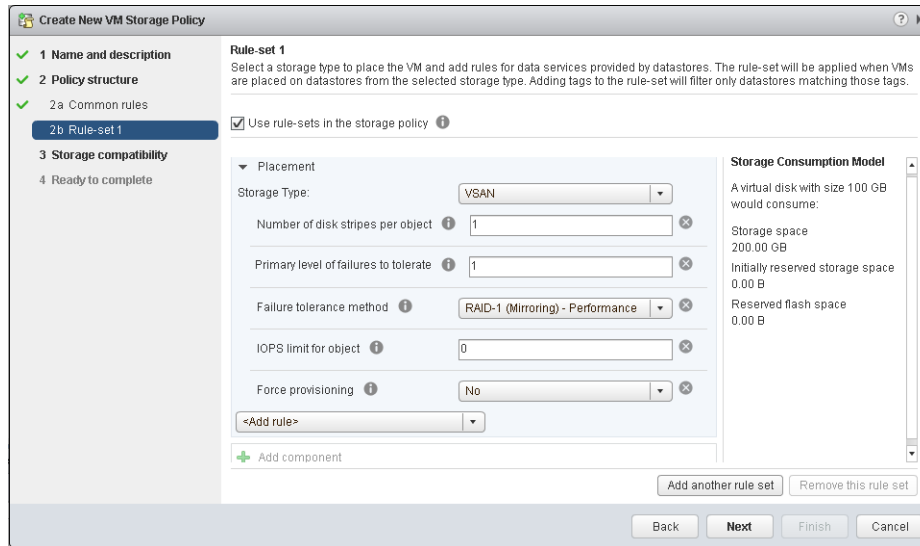 Create New VM Storage Policy
?
1 Name and description
2 Policy structure
2a Common rules
2b Rule-set 1
3 Storage compatibility
4 Ready to complete
Rule-set 1
Select a storage type to place the VM and add rules for data services provided by datastores. The rule-set will be applied when VMs
are placed on datastores from the selected storage type. Adding tags to the rule-set will filter only datastores matching those tags.
Use rule-sets in the storage policy
Placement
Storage Type: VSAN
Number of disk stripes per object 1
Primary level of failures to tolerate 1
Failure tolerance method RAID-1 (Mirroring) - Performance
IOPS limit for object 0
Force provisioning No
<Add rule>
Add component
Storage Consumption Model
A virtual disk with size 100 GB
would consume:
Storage space
200.00 GB
Initially reserved storage space
0.00 B
Reserved flash space
0.00 B
Add another rule set Remove this rule set
Back Next Finish Cancel